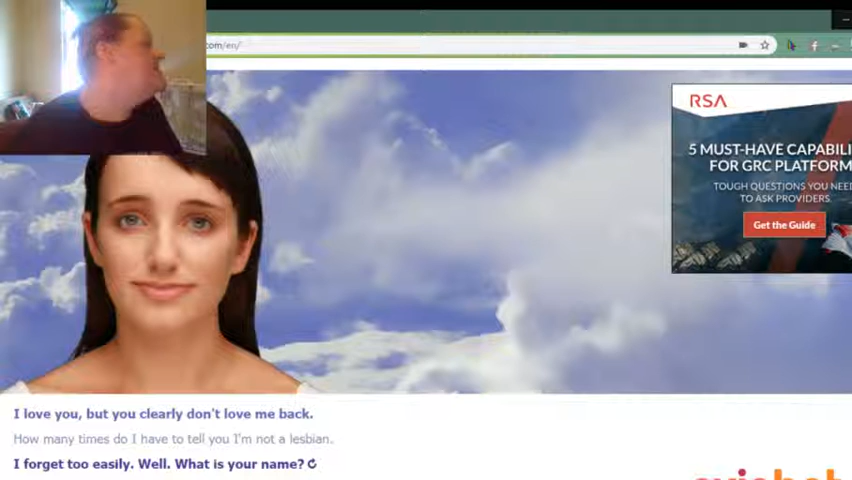 .com/en/
RSA
5 MUST-HAVE CAPABILI
FOR GRC PLATFORM
TOUGH QUESTIONS YOU NEE
TO ASK PROVIDERS.
Get the Guide
I love you, but you clearly don't love me back.
How many times do I have to tell you I'm not a lesbian.
I forget too easily. Well. What is your name?